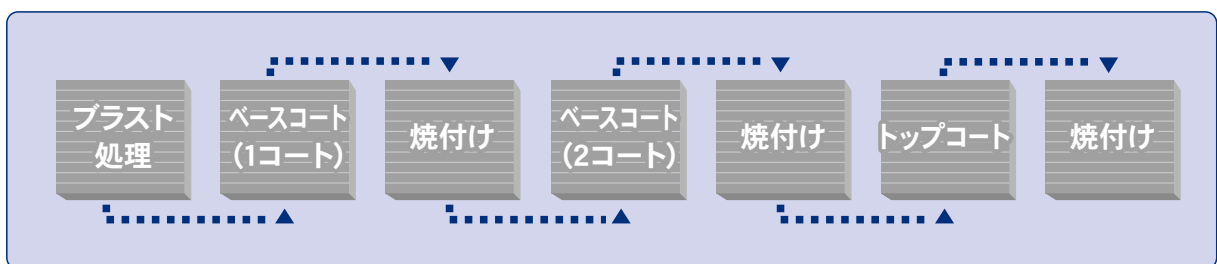 ブラスト
処理
ベースコート
(1コート)
焼付け
ベースコート
(2コート)
焼付け
トップコート
焼付け